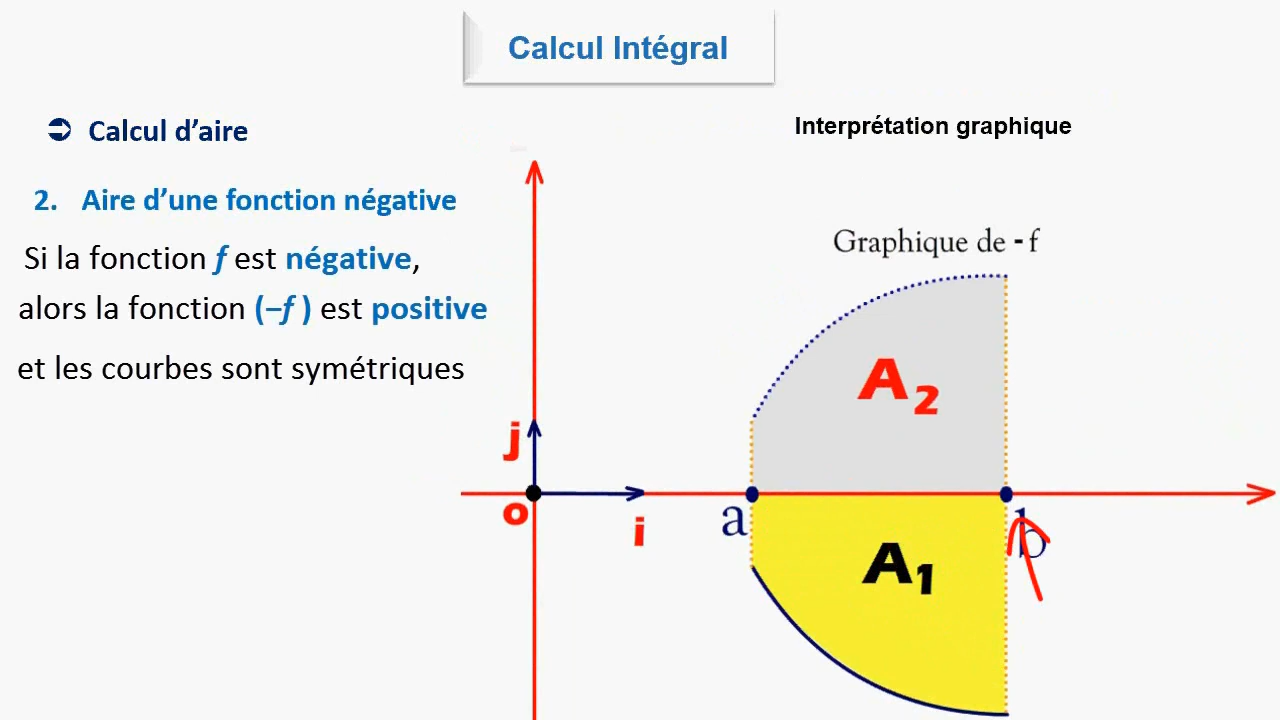 Calcul Intégral
➲ Calcul d’aire
Interprétation graphique
2. Aire d’une fonction négative
Si la fonction f est négative,
alors la fonction (–f ) est positive
et les courbes sont symétriques
Graphique de - f
A2
j
o
i
a
b
A1